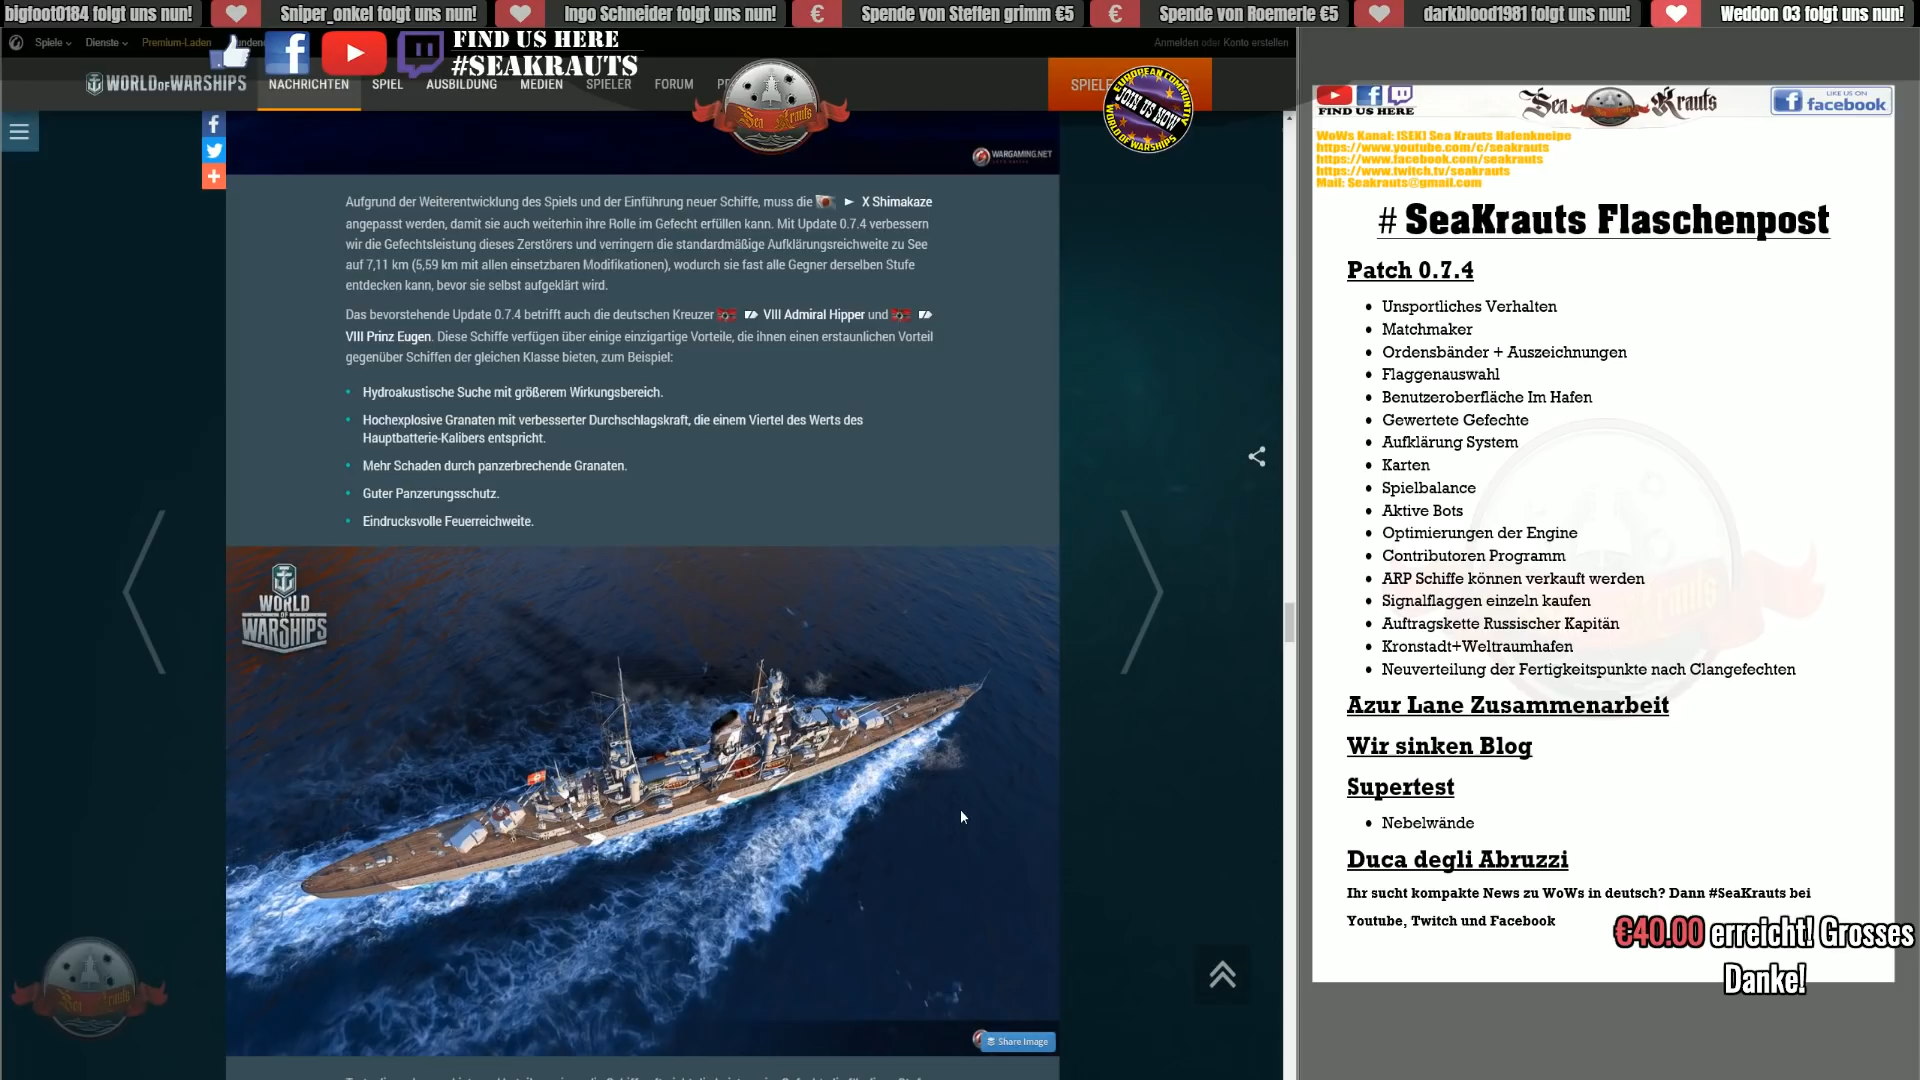 bigfoot0184 folgt uns nun!
Sniper_onkel folgt uns nun!
Ingo Schneider folgt uns nun!
Spende von Steffen grimm €5
Spende von Roemerle €5
darkblood1981 folgt uns nun!
Weddon 03 folgt uns nun!
Spiele
Dienste
Premium-Laden
FIND US HERE
#SEAKRAUTS
Anmelden oder Konto erstellen
WORLD OF WARSHIPS
NACHRICHTEN
SPIEL
AUSBILDUNG
MEDIEN
SPIELER
FORUM
Sea Krauts
EUROPEAN COMMUNITY
JOIN US NOW
WORLD OF WARSHIPS
WARGAMING.NET
Aufgrund der Weiterentwicklung des Spiels und der Einführung neuer Schiffe, muss die X Shimakaze
angepasst werden, damit sie auch weiterhin ihre Rolle im Gefecht erfüllen kann. Mit Update 0.7.4 verbessern
wir die Gefechtsleistung dieses Zerstörers und verringern die standardmäßige Aufklärungsreichweite zu See
auf 7,11 km (5,59 km mit allen einsetzbaren Modifikationen), wodurch sie fast alle Gegner derselben Stufe
entdecken kann, bevor sie selbst aufgeklärt wird.
Das bevorstehende Update 0.7.4 betrifft auch die deutschen Kreuzer VIII Admiral Hipper und
VIII Prinz Eugen. Diese Schiffe verfügen über einige einzigartige Vorteile, die ihnen einen erstaunlichen Vorteil
gegenüber Schiffen der gleichen Klasse bieten, zum Beispiel:
• Hydroakustische Suche mit größerem Wirkungsbereich.
• Hochexplosive Granaten mit verbesserter Durchschlagskraft, die einem Viertel des Werts des
Hauptbatterie-Kalibers entspricht.
• Mehr Schaden durch panzerbrechende Granaten.
• Guter Panzerungsschutz.
• Eindrucksvolle Feuerreichweite.
WORLD
OF
WARSHIPS
Share Image
FIND US HERE
Sea Krauts
LIKE US ON
facebook
WoWs Kanal: [SEK] Sea Krauts Hafenkneipe
https://www.youtube.com/c/seakrauts
https://www.facebook.com/seakrauts
https://www.twitch.tv/seakrauts
Mail: Seakrauts@gmail.com
# SeaKrauts Flaschenpost
Patch 0.7.4
• Unsportliches Verhalten
• Matchmaker
• Ordensbänder + Auszeichnungen
• Flaggenauswahl
• Benutzeroberfläche Im Hafen
• Gewertete Gefechte
• Aufklärung System
• Karten
• Spielbalance
• Aktive Bots
• Optimierungen der Engine
• Contributoren Programm
• ARP Schiffe können verkauft werden
• Signalflaggen einzeln kaufen
• Auftragskette Russischer Kapitän
• Kronstadt+Weltraumhafen
• Neuverteilung der Fertigkeitspunkte nach Clangefechten
Azur Lane Zusammenarbeit
Wir sinken Blog
Supertest
• Nebelwände
Duca degli Abruzzi
Ihr sucht kompakte News zu WoWs in deutsch? Dann #SeaKrauts bei
Youtube, Twitch und Facebook
€40.00 erreicht! Grosses
Danke!